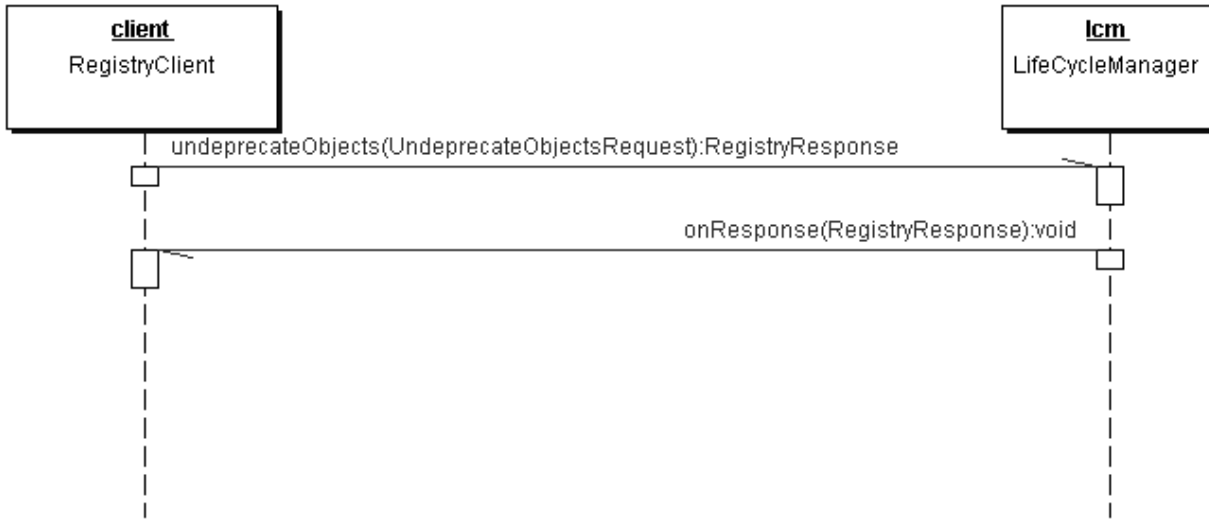 client
RegistryClient
lcm
LifeCycleManager
undeprecateObjects(UndeprecateObjectsRequest):RegistryResponse
onResponse(RegistryResponse):void